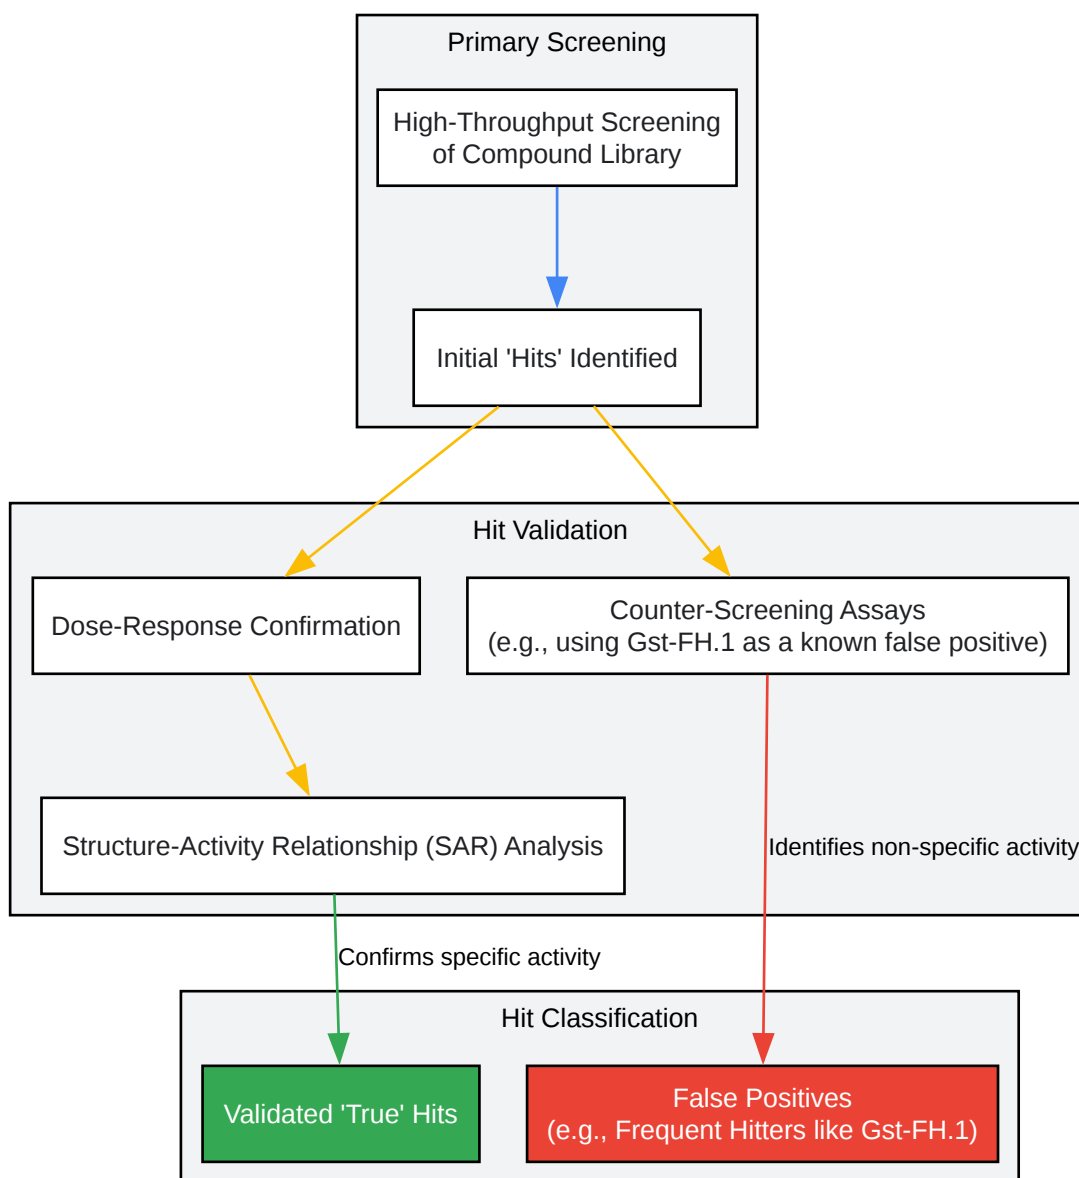 Primary Screening
High-Throughput Screening
of Compound Library
Initial 'Hits' Identified
Hit Validation
Dose-Response Confirmation
Counter-Screening Assays
(e.g., using Gst-FH.1 as a known false positive)
Structure-Activity Relationship (SAR) Analysis
Identifies non-specific activity
Confirms specific activity
Hit Classification
Validated 'True' Hits
False Positives
(e.g., Frequent Hitters like Gst-FH.1)